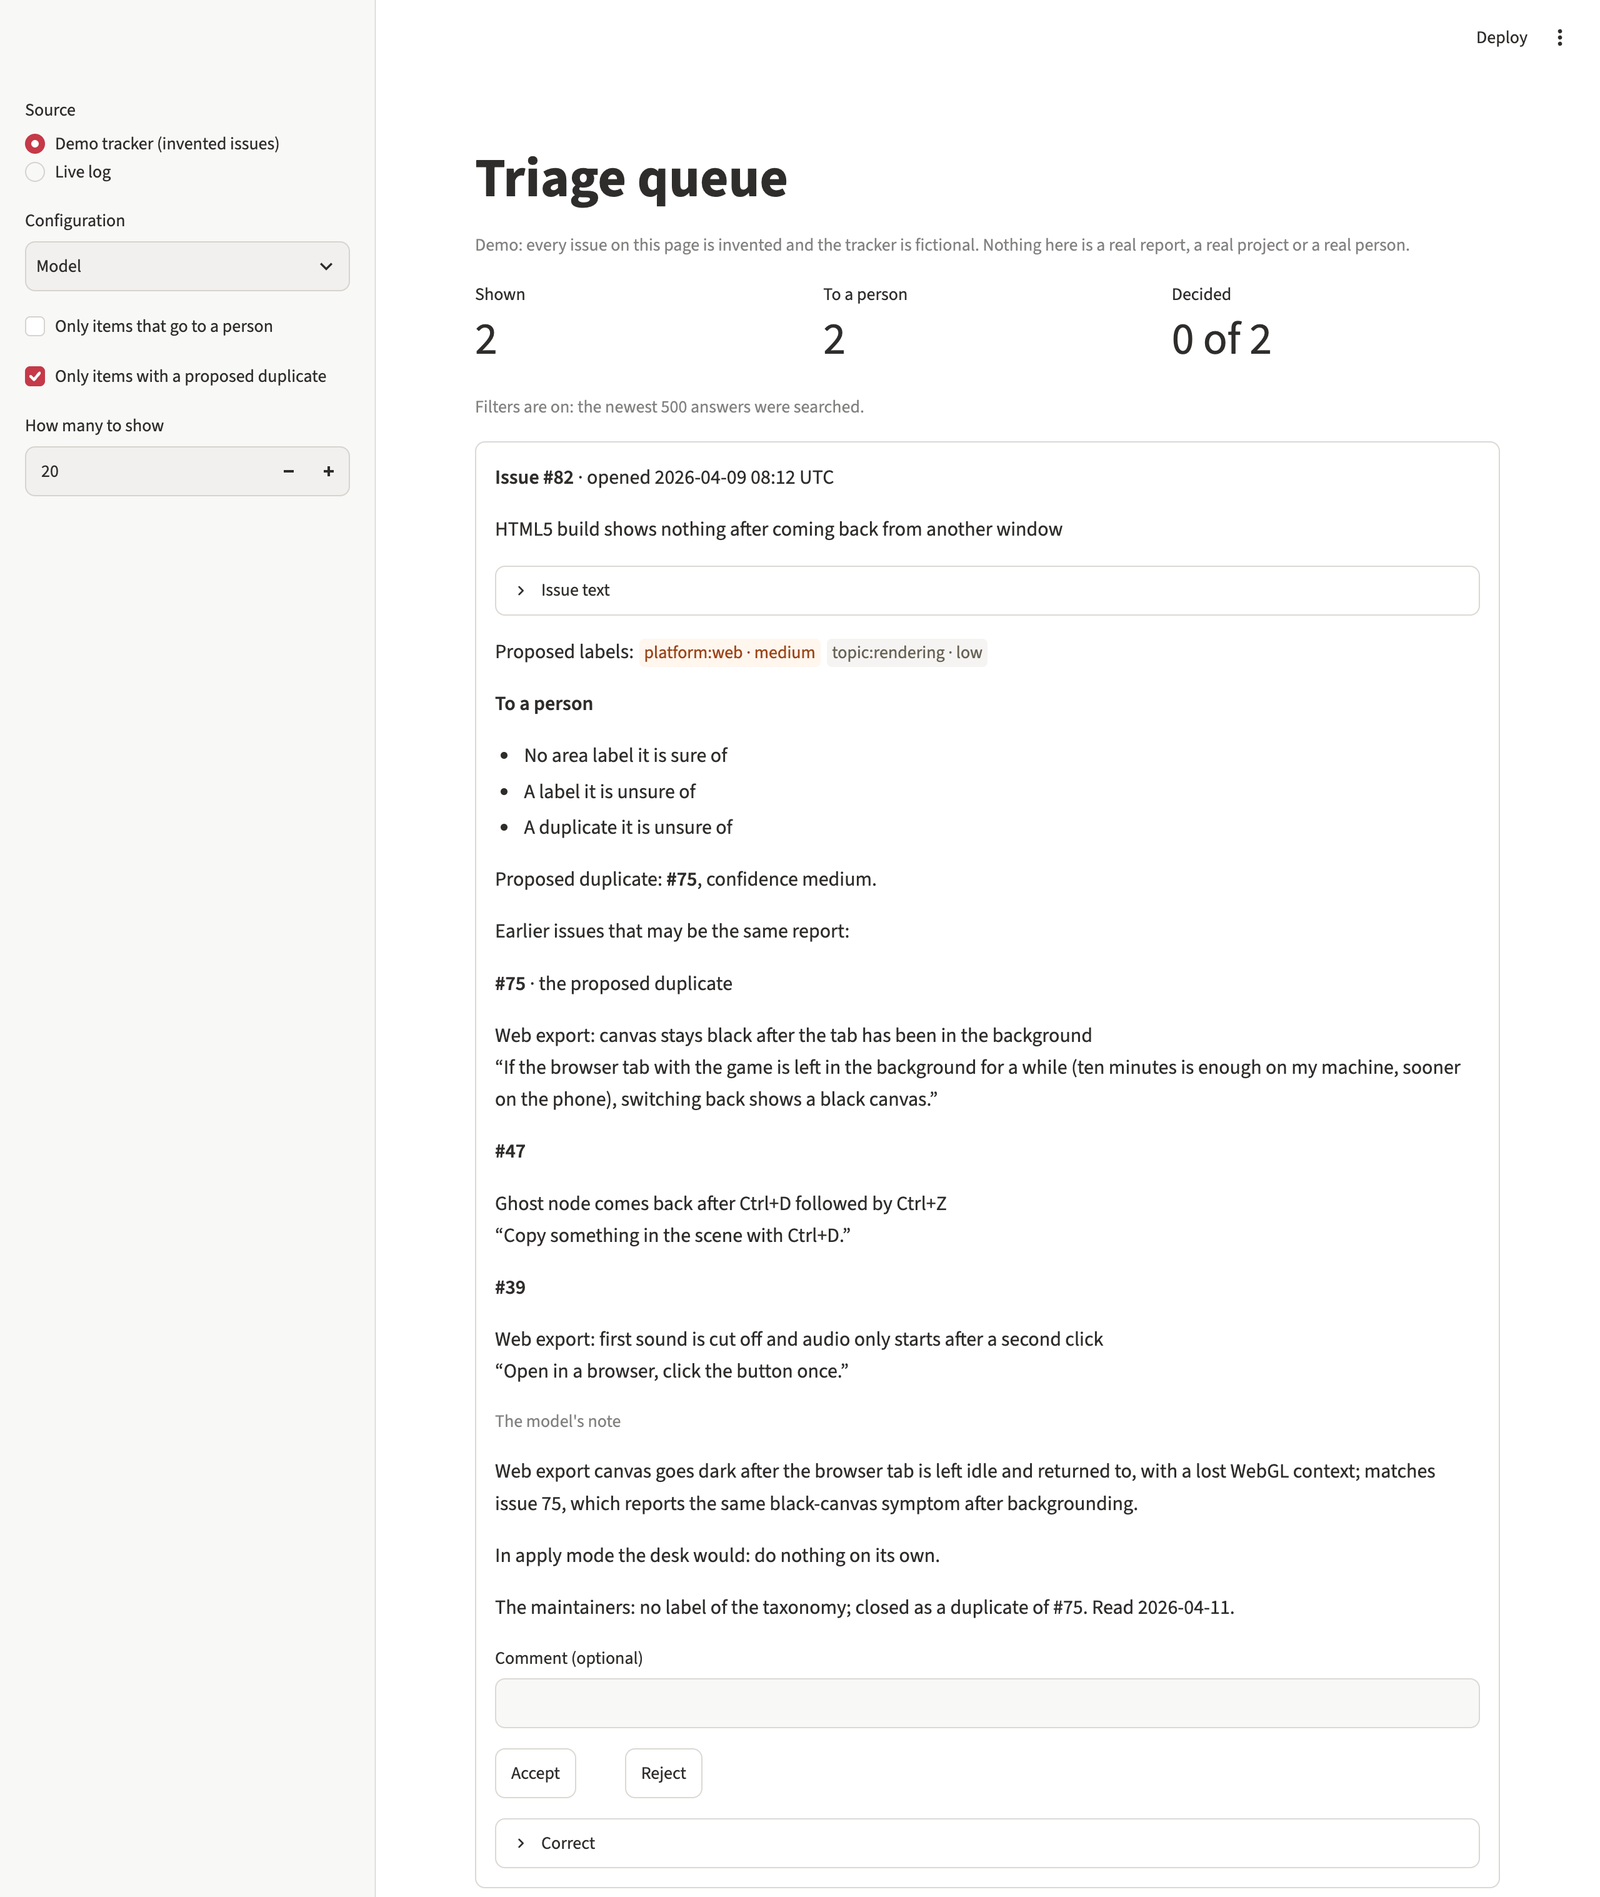 Deploy
Source
Demo tracker (invented issues)
Live log
Configuration
Model
Only items that go to a person
Only items with a proposed duplicate
How many to show
20
Triage queue
Demo: every issue on this page is invented and the tracker is fictional. Nothing here is a real report, a real project or a real person.
Shown
2
To a person
2
Decided
0 of 2
Filters are on: the newest 500 answers were searched.
Issue #82 · opened 2026-04-09 08:12 UTC
HTML5 build shows nothing after coming back from another window
Issue text
Proposed labels: platform:web · medium topic:rendering · low
To a person
• No area label it is sure of
• A label it is unsure of
• A duplicate it is unsure of
Proposed duplicate: #75, confidence medium.
Earlier issues that may be the same report:
#75 · the proposed duplicate
Web export: canvas stays black after the tab has been in the background
“If the browser tab with the game is left in the background for a while (ten minutes is enough on my machine, sooner
on the phone), switching back shows a black canvas.”
#47
Ghost node comes back after Ctrl+D followed by Ctrl+Z
“Copy something in the scene with Ctrl+D.”
#39
Web export: first sound is cut off and audio only starts after a second click
“Open in a browser, click the button once.”
The model's note
Web export canvas goes dark after the browser tab is left idle and returned to, with a lost WebGL context; matches
issue 75, which reports the same black-canvas symptom after backgrounding.
In apply mode the desk would: do nothing on its own.
The maintainers: no label of the taxonomy; closed as a duplicate of #75. Read 2026-04-11.
Comment (optional)
Accept
Reject
Correct